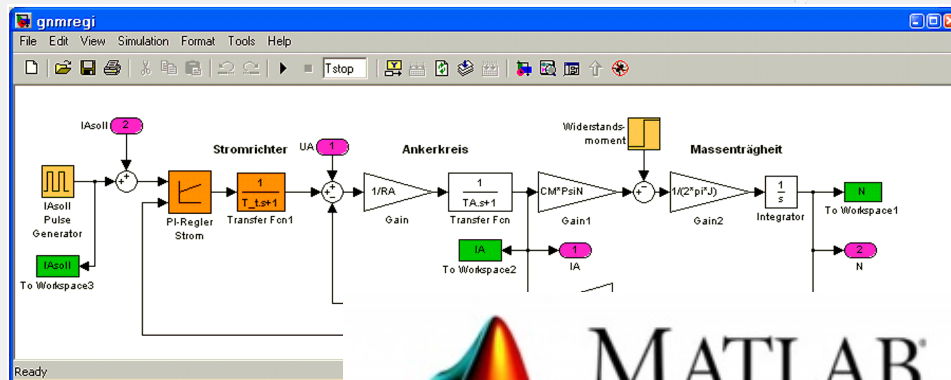 gnmregi
File Edit View Simulation Format Tools Help
Tstop
IAsoll
2
IAsoll
Pulse
Generator
IAsoll
To Workspace3
PI-Regler
Strom
Stromrichter
1
T_t.s+1
Transfer Fcn1
UA
1
Ankerkreis
1/RA
Gain
1
TA.s+1
Transfer Fcn
IA
To Workspace2
1
IA
CM*PsiN
Gain1
Widerstands-
moment
Massenträgheit
1/(2*pi*J)
Gain2
1
s
Integrator
N
To Workspace1
2
N
MATLAB®
Ready